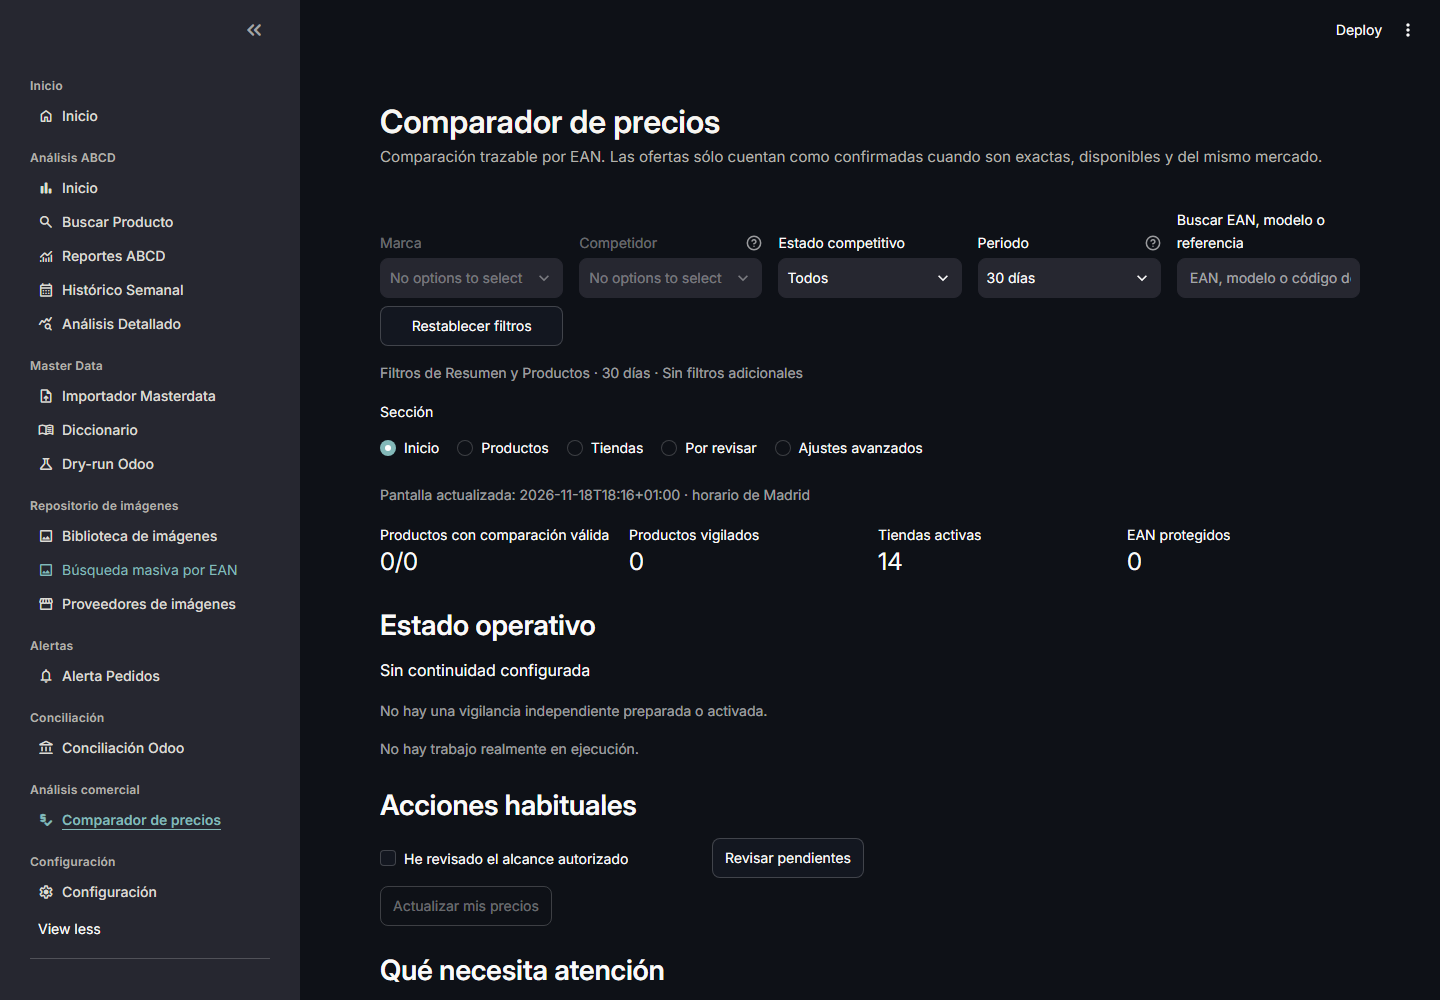 Deploy
Inicio
Inicio
Análisis ABCD
Inicio
Buscar Producto
Reportes ABCD
Histórico Semanal
Análisis Detallado
Master Data
Importador Masterdata
Diccionario
Dry-run Odoo
Repositorio de imágenes
Biblioteca de imágenes
Búsqueda masiva por EAN
Proveedores de imágenes
Alertas
Alerta Pedidos
Conciliación
Conciliación Odoo
Análisis comercial
Comparador de precios
Configuración
Configuración
View less
Comparador de precios
Comparación trazable por EAN. Las ofertas sólo cuentan como confirmadas cuando son exactas, disponibles y del mismo mercado.
Marca
No options to select
Competidor
No options to select
Estado competitivo
Todos
Periodo
30 días
Buscar EAN, modelo o
referencia
EAN, modelo o código d
Restablecer filtros
Filtros de Resumen y Productos · 30 días · Sin filtros adicionales
Sección
Inicio Productos Tiendas Por revisar Ajustes avanzados
Pantalla actualizada: 2026-11-18T18:16+01:00 · horario de Madrid
Productos con comparación válida
0/0
Productos vigilados
0
Tiendas activas
14
EAN protegidos
0
Estado operativo
Sin continuidad configurada
No hay una vigilancia independiente preparada o activada.
No hay trabajo realmente en ejecución.
Acciones habituales
He revisado el alcance autorizado
Revisar pendientes
Actualizar mis precios
Qué necesita atención